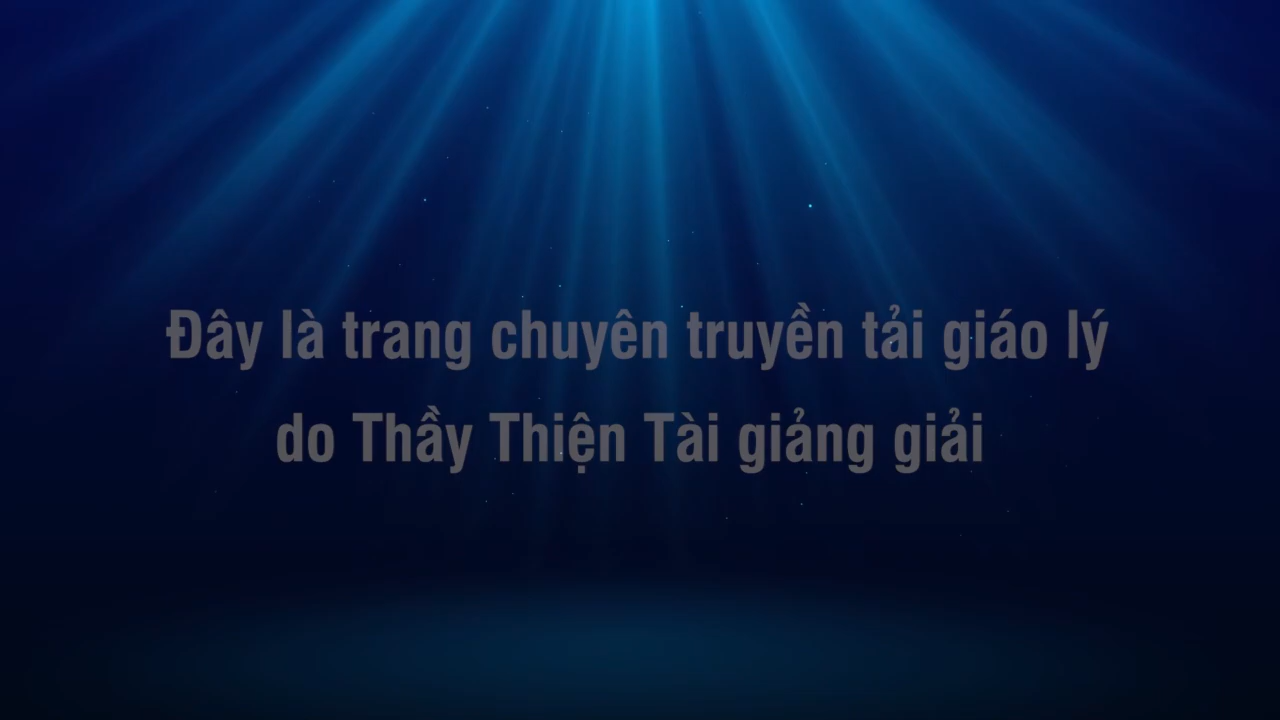 Đây là trang chuyên truyền tải giáo lý
do Thầy Thiện Tài giảng giải